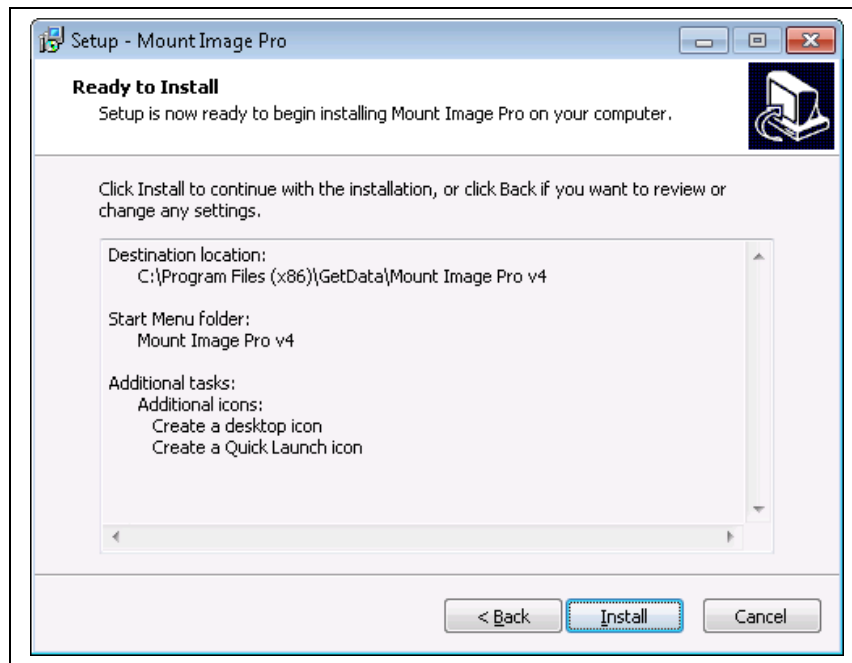 Setup - Mount Image Pro
Ready to Install
Setup is now ready to begin installing Mount Image Pro on your computer.
Click Install to continue with the installation, or click Back if you want to review or
change any settings.
Destination location:
C:\Program Files (x86)\GetData\Mount Image Pro v4
Start Menu folder:
Mount Image Pro v4
Additional tasks:
Additional icons:
Create a desktop icon
Create a Quick Launch icon
< Back
Install
Cancel